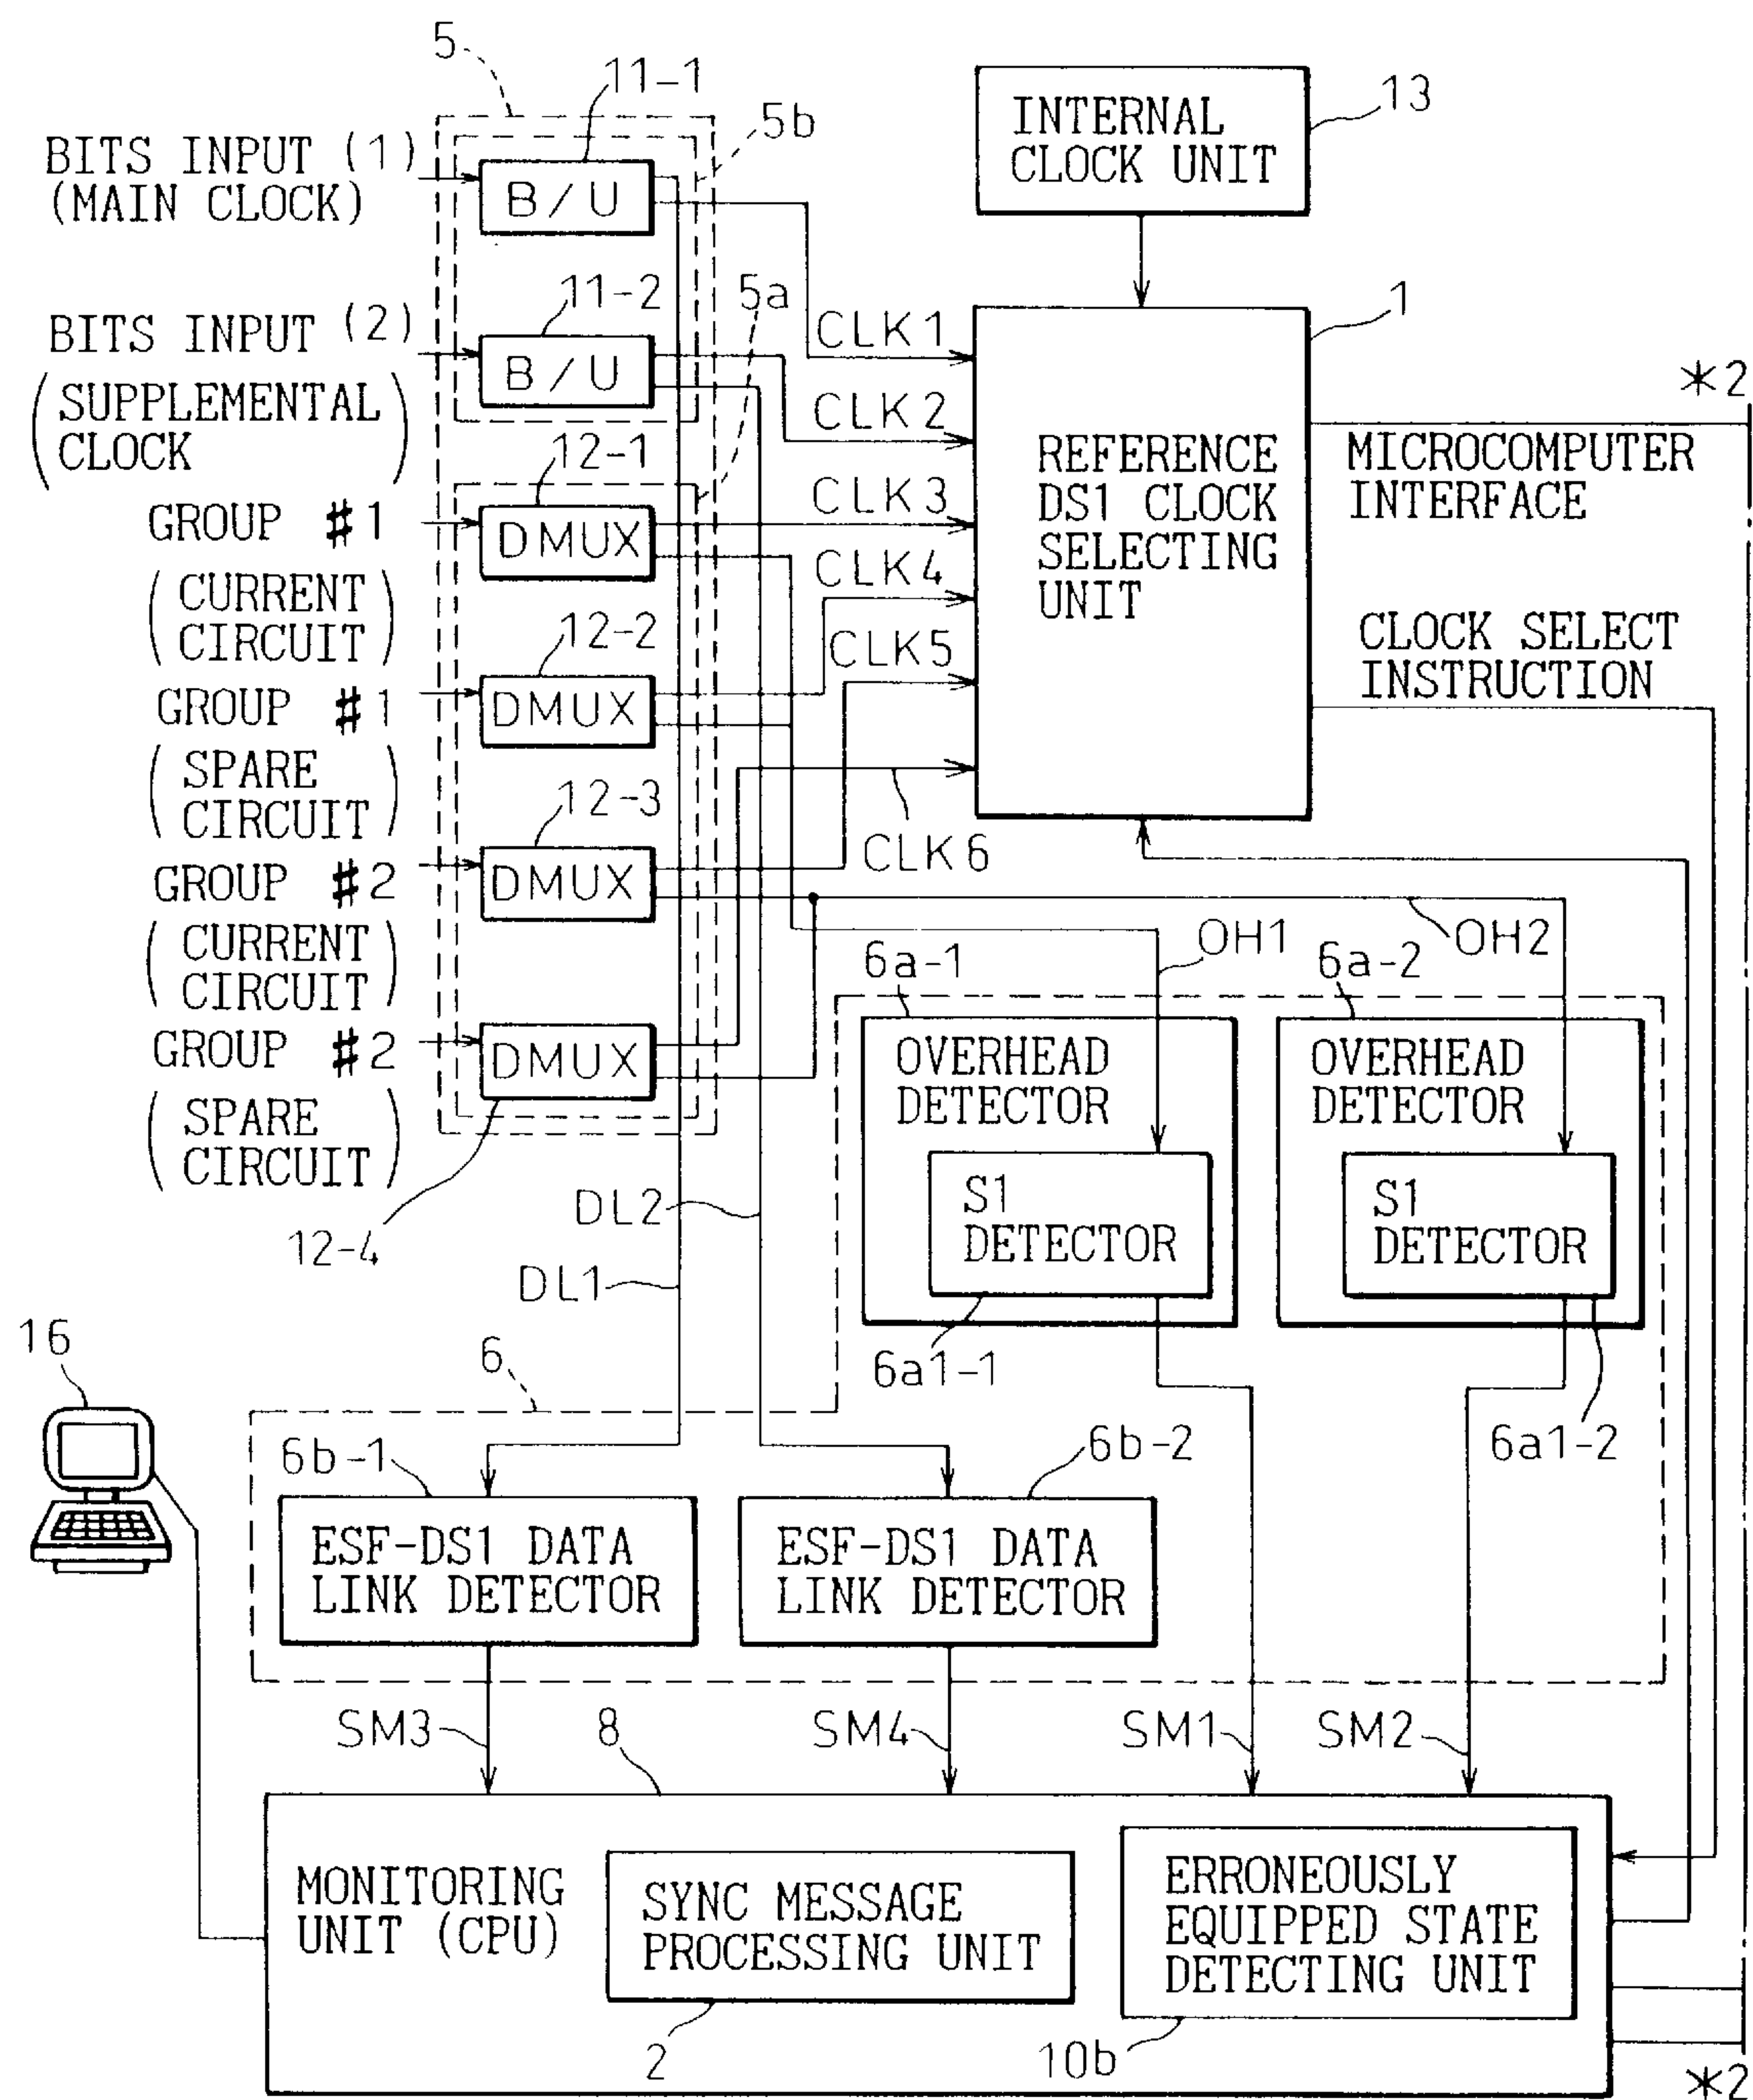 5
11-1
5b
BITS INPUT (1)
(MAIN CLOCK)
B/U
INTERNAL
CLOCK UNIT
13
11-2
5a
1
BITS INPUT (2)
(SUPPLEMENTAL
CLOCK)
B/U
CLK1
CLK2
*2
12-1
CLK3
REFERENCE
DS1 CLOCK
SELECTING
UNIT
MICROCOMPUTER
INTERFACE
GROUP #1
(CURRENT
CIRCUIT)
DMUX
CLK4
12-2
CLK5
CLOCK SELECT
INSTRUCTION
GROUP #1
(SPARE
CIRCUIT)
DMUX
12-3
CLK6
GROUP #2
(CURRENT
CIRCUIT)
DMUX
OH1
OH2
6a-1
6a-2
GROUP #2
(SPARE
CIRCUIT)
DMUX
12-4
OVERHEAD
DETECTOR
OVERHEAD
DETECTOR
S1
DETECTOR
S1
DETECTOR
DL2
DL1
6a1-1
6a1-2
16
6
6b-1
6b-2
ESF-DS1 DATA
LINK DETECTOR
ESF-DS1 DATA
LINK DETECTOR
SM3
8
SM4
SM1
SM2
MONITORING
UNIT (CPU)
SYNC MESSAGE
PROCESSING UNIT
ERRONEOUSLY
EQUIPPED STATE
DETECTING UNIT
2
10b
*2